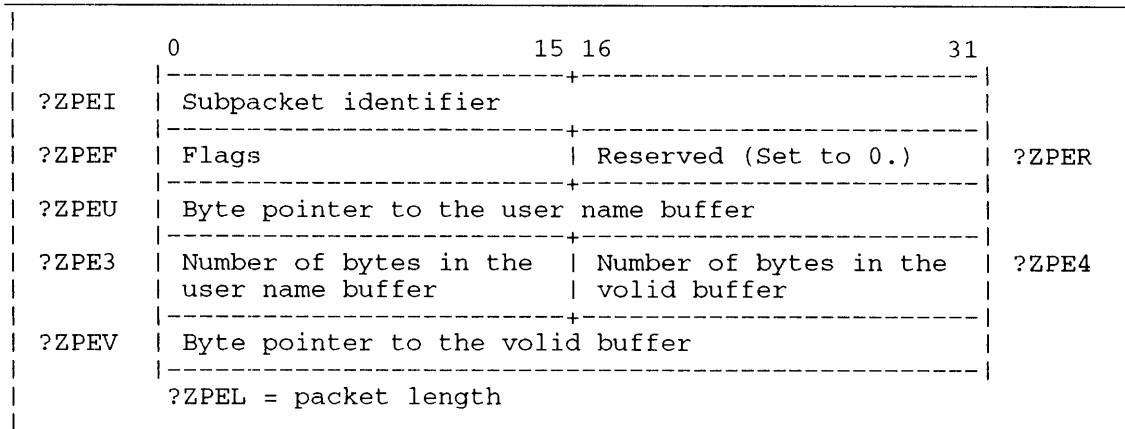 0 15 16 31
?ZPEI Subpacket identifier
?ZPEF Flags Reserved (Set to 0.) ?ZPER
?ZPEU Byte pointer to the user name buffer
?ZPE3 Number of bytes in the Number of bytes in the ?ZPE4
user name buffer volid buffer
?ZPEV Byte pointer to the volid buffer
?ZPEL = packet length